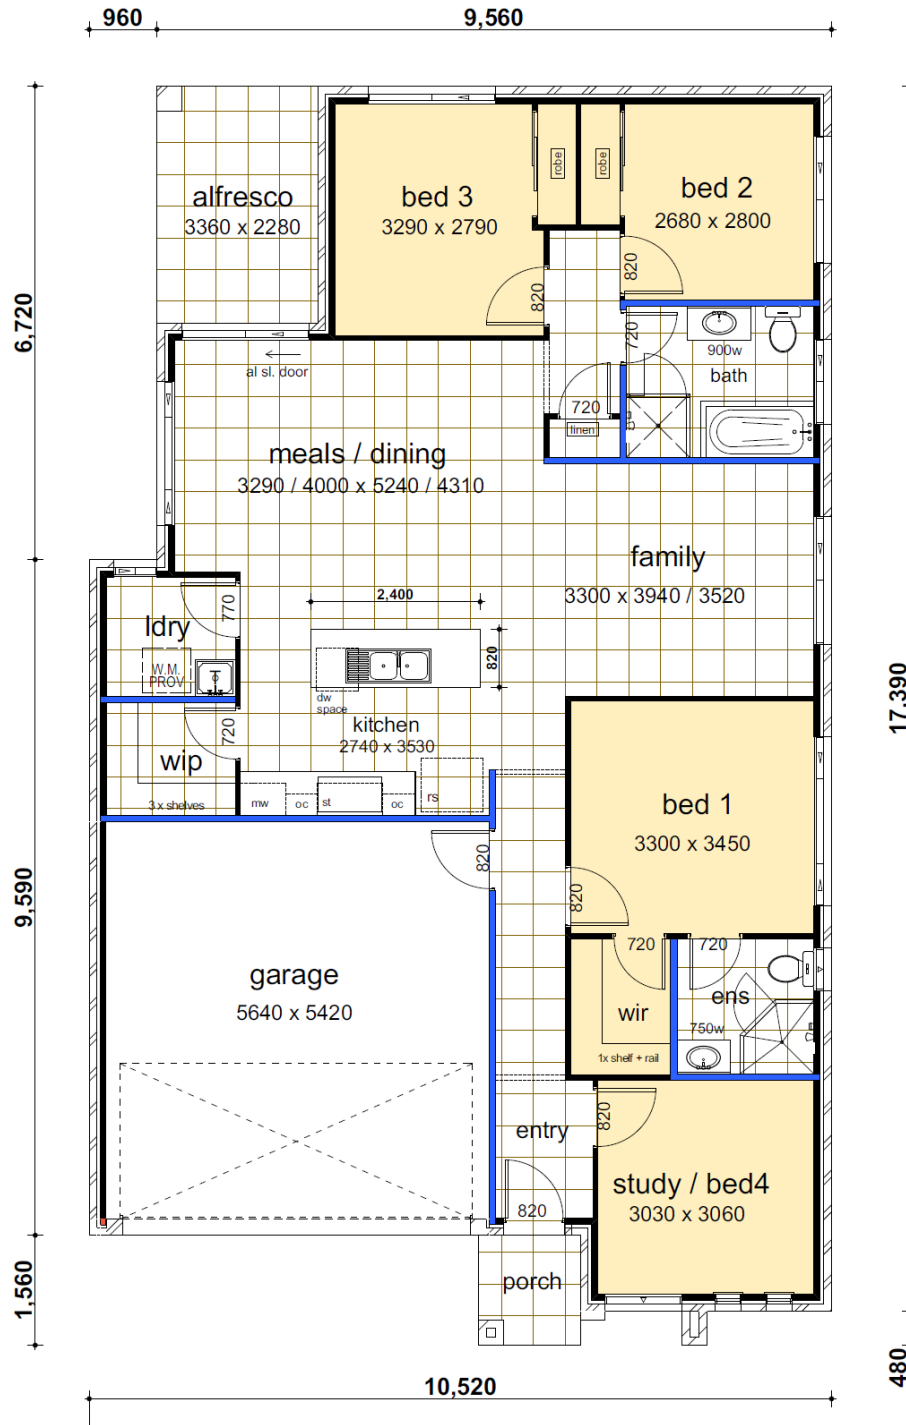 960
9,560
alfresco
3360 x 2280
bed 3
3290 x 2790
robe
robe
bed 2
2680 x 2800
820
820
6,720
720
900w
bath
al sl. door
720
linen
meals / dining
3290 / 4000 x 5240 / 4310
family
3300 x 3940 / 3520
2,400
770
ldry
820
W.M.
PROV
dw
space
17,390
720
kitchen
2740 x 3530
wip
3 x shelves
mw
oc
st
oc
rs
bed 1
3300 x 3450
820
820
9,590
720
720
garage
5640 x 5420
ens
wir
750w
1x shelf + rail
820
entry
study / bed4
3030 x 3060
820
porch
1,560
480
10,520